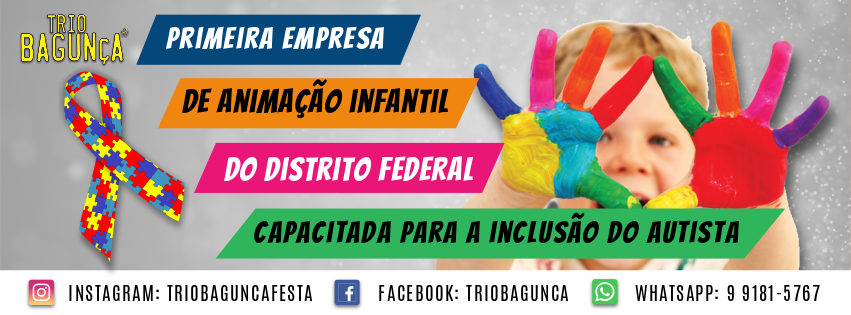 TRIO
BAGUNÇA
PRIMEIRA EMPRESA
DE ANIMAÇÃO INFANTIL
DO DISTRITO FEDERAL
CAPACITADA PARA A INCLUSÃO DO AUTISTA
INSTAGRAM: TRIOBAGUNCAFESTA FACEBOOK: TRIOBAGUNCA WHATSAPP: 9 9181-5767